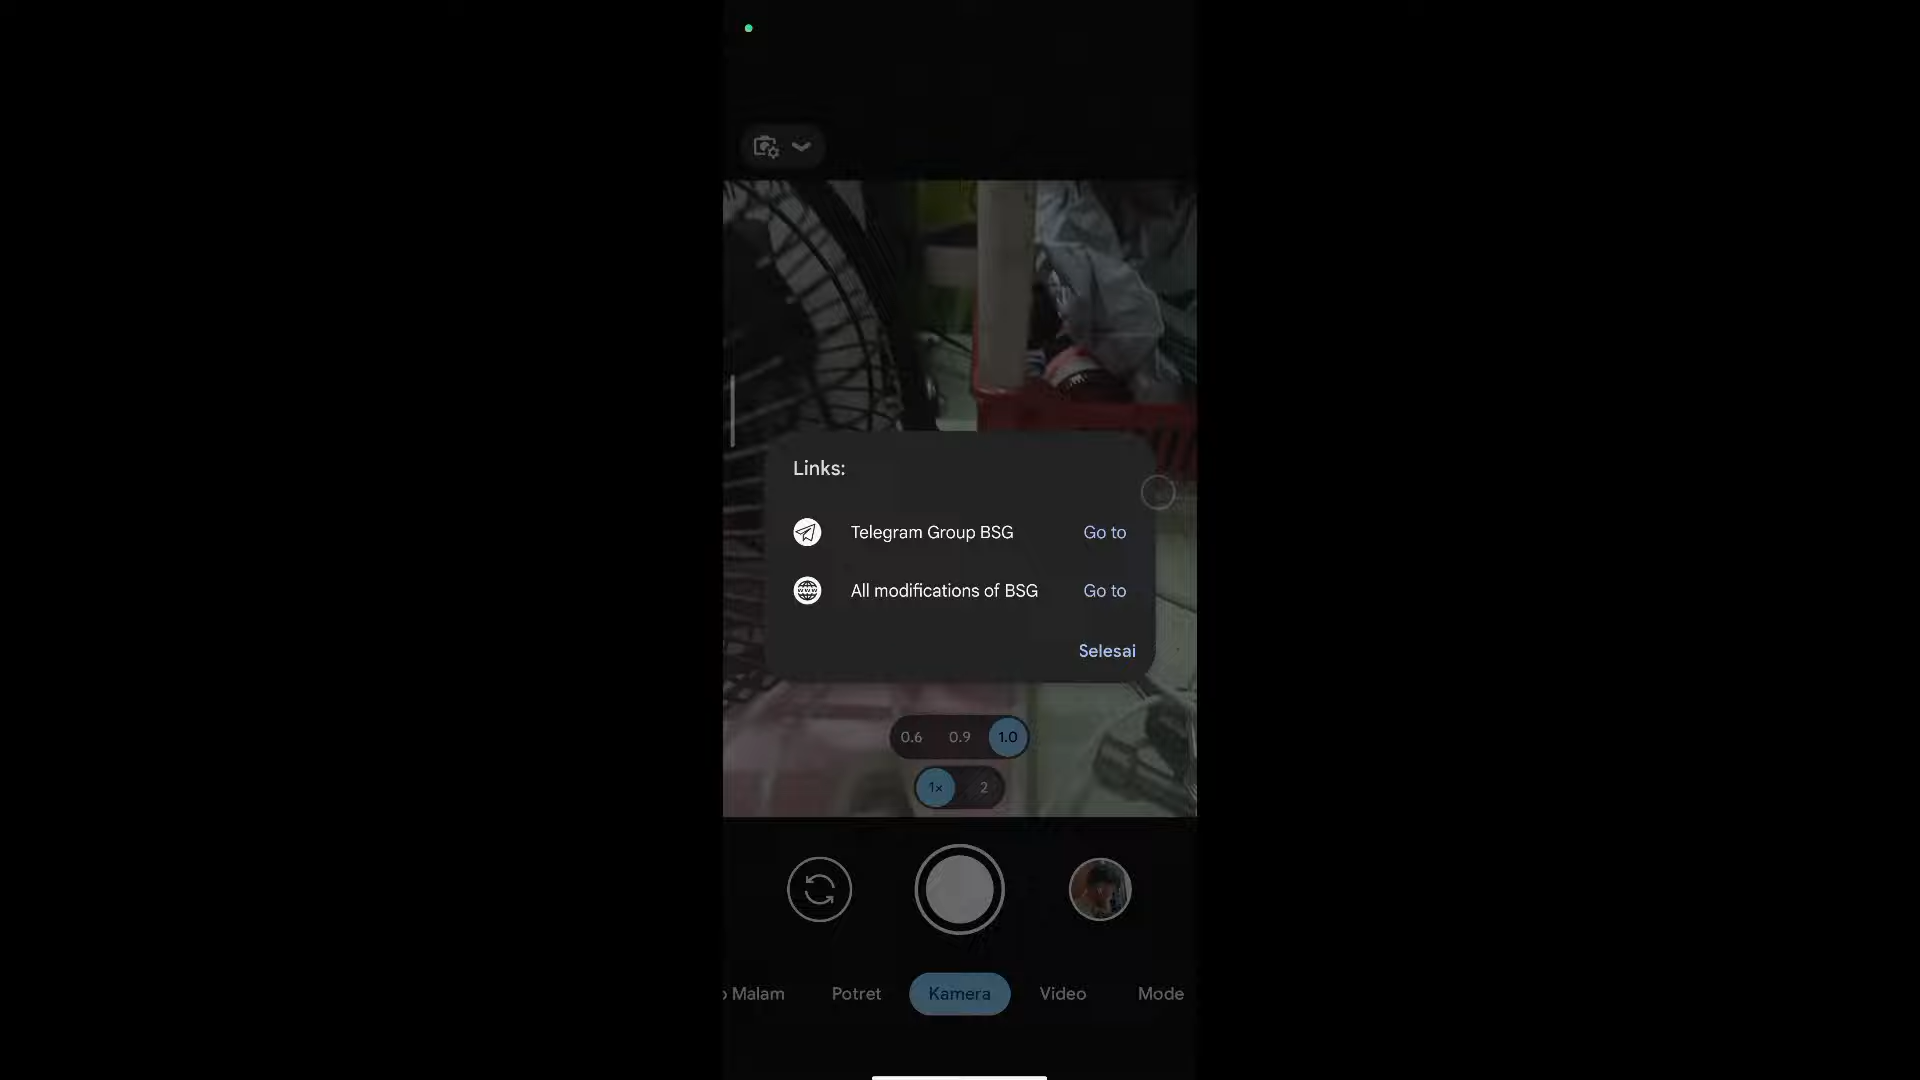 Links:
Telegram Group BSG Go to
All modifications of BSG Go to
Selesai
0.6 0.9 1.0
1× 2
Malam Potret Kamera Video Mode